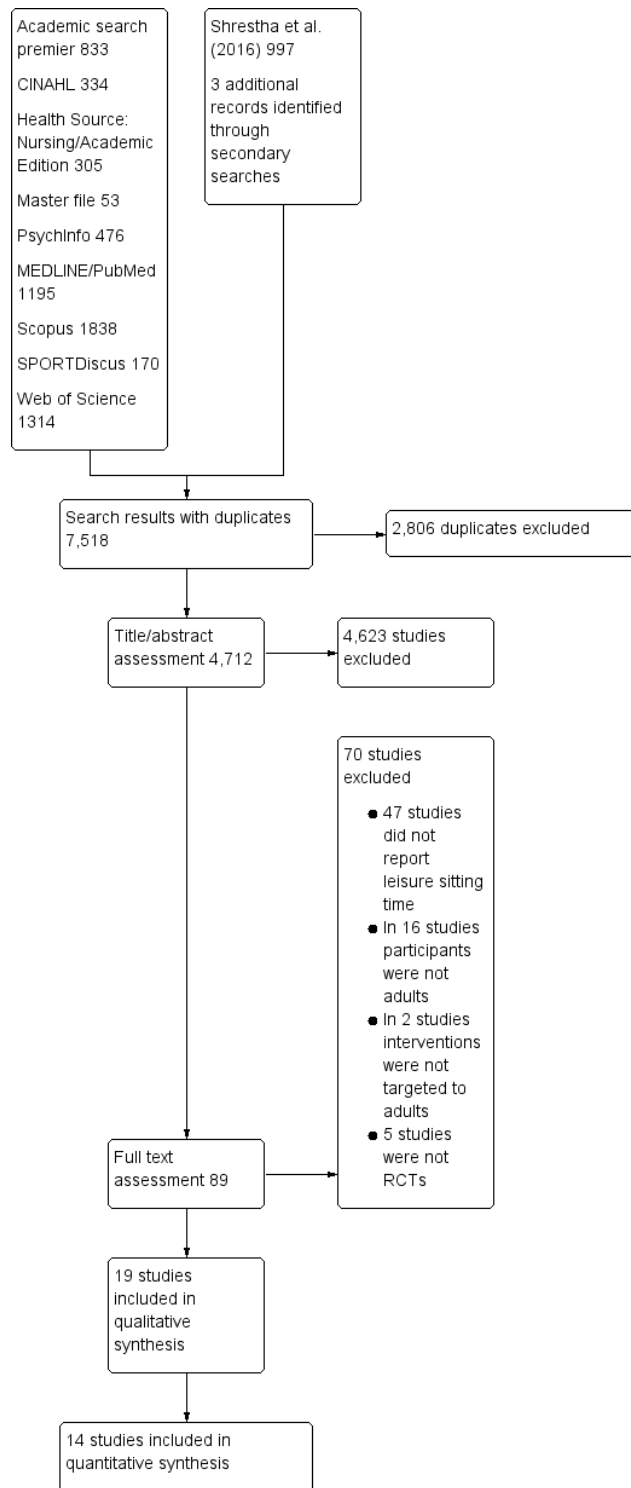 Academic search
premier 833
CINAHL 334
Health Source:
Nursing/Academic
Edition 305
Master file 53
PsychInfo 476
MEDLINE/PubMed
1195
Scopus 1838
SPORTDiscus 170
Web of Science
1314
Shrestha et al.
(2016) 997
3 additional
records identified
through
secondary
searches
Search results with duplicates
7,518
2,806 duplicates excluded
Title/abstract
assessment 4,712
4,623 studies
excluded
70 studies
excluded
● 47 studies
did not
report
leisure sitting
time
● In 16 studies
participants
were not
adults
● In 2 studies
interventions
were not
targeted to
adults
● 5 studies
were not
RCTs
Full text
assessment 89
19 studies
included in
qualitative
synthesis
14 studies included in
quantitative synthesis